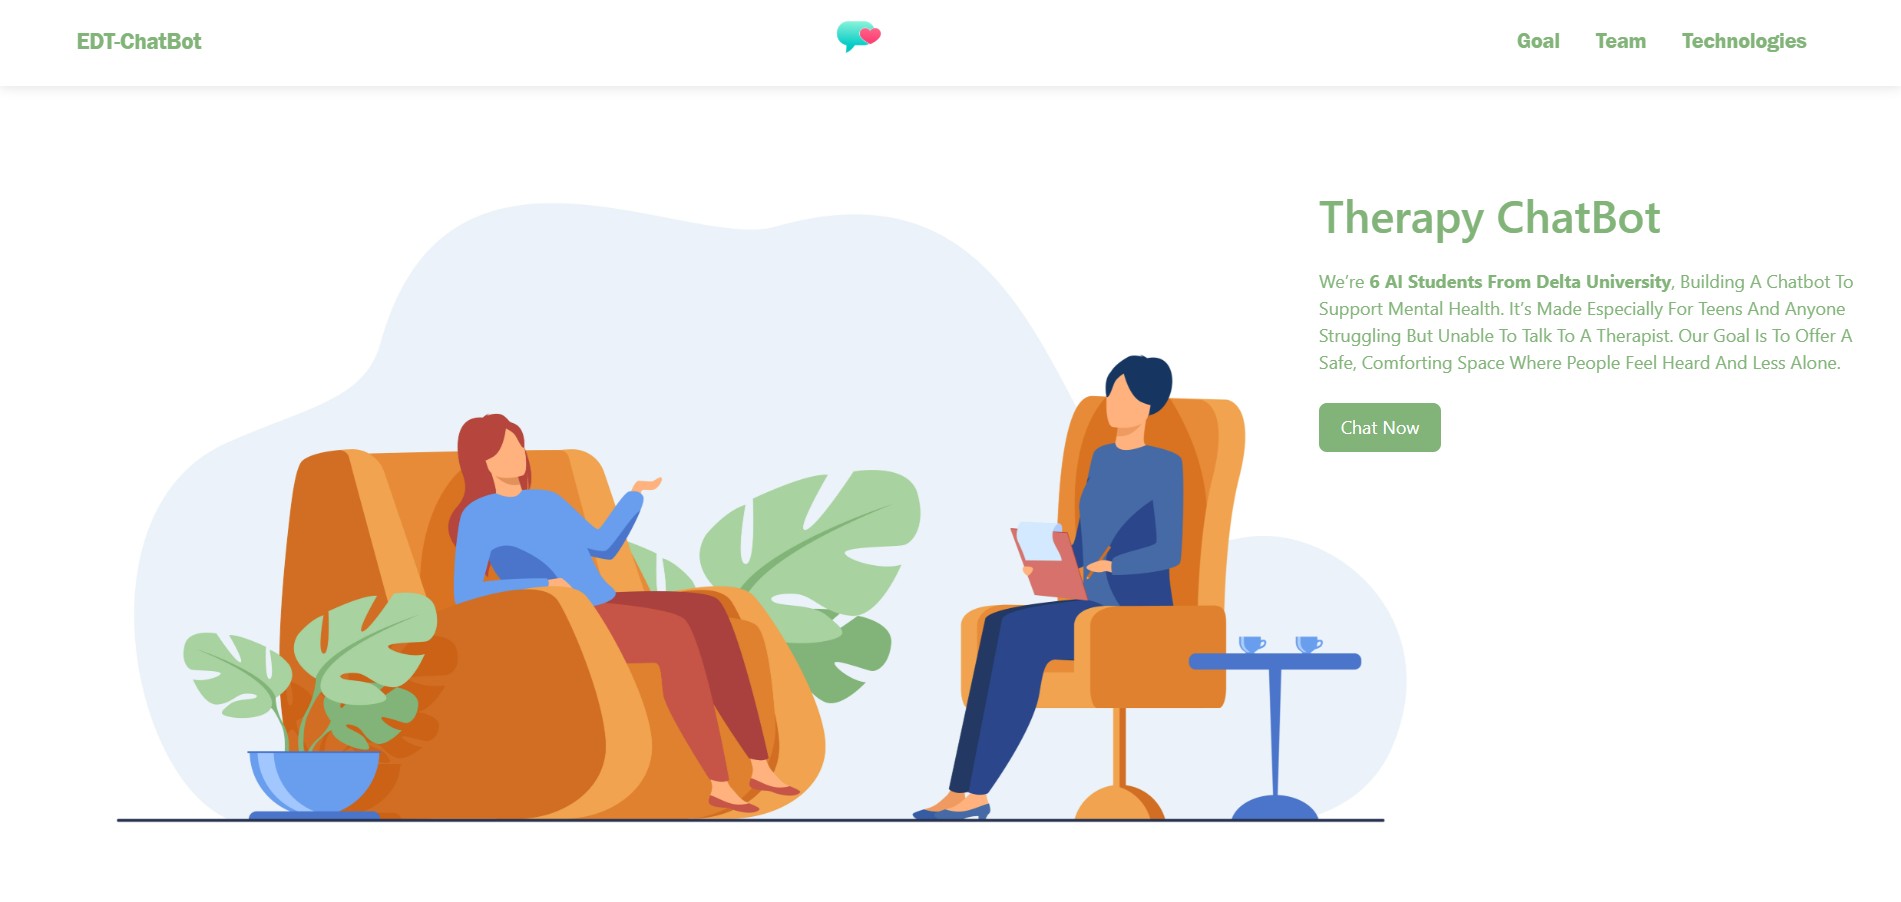 EDT-ChatBot
Goal
Team
Technologies
Therapy ChatBot
We’re 6 AI Students From Delta University, Building A Chatbot To
Support Mental Health. It’s Made Especially For Teens And Anyone
Struggling But Unable To Talk To A Therapist. Our Goal Is To Offer A
Safe, Comforting Space Where People Feel Heard And Less Alone.
Chat Now